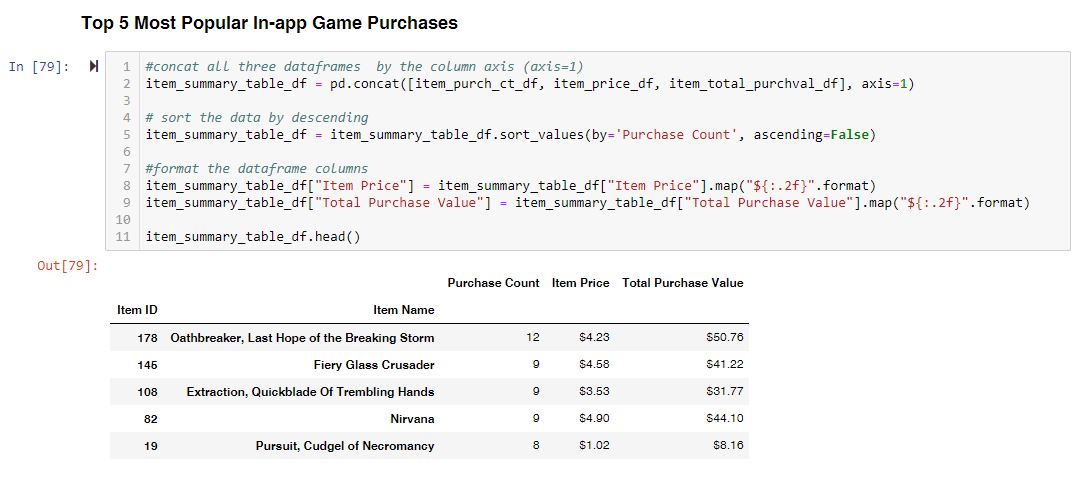 Top 5 Most Popular In-app Game Purchases
In [79]:
1 #concat all three dataframes  by the column axis (axis=1)
2 item_summary_table_df = pd.concat([item_purch_ct_df, item_price_df, item_total_purchval_df], axis=1)
3
4 # sort the data by descending
5 item_summary_table_df = item_summary_table_df.sort_values(by='Purchase Count', ascending=False)
6
7 #format the dataframe columns
8 item_summary_table_df["Item Price"] = item_summary_table_df["Item Price"].map("${:.2f}".format)
9 item_summary_table_df["Total Purchase Value"] = item_summary_table_df["Total Purchase Value"].map("${:.2f}".format)
10
11 item_summary_table_df.head()
Out[79]:
Purchase Count Item Price Total Purchase Value
Item ID Item Name
178 Oathbreaker, Last Hope of the Breaking Storm 12 $4.23 $50.76
145 Fiery Glass Crusader 9 $4.58 $41.22
108 Extraction, Quickblade Of Trembling Hands 9 $3.53 $31.77
82 Nirvana 9 $4.90 $44.10
19 Pursuit, Cudgel of Necromancy 8 $1.02 $8.16